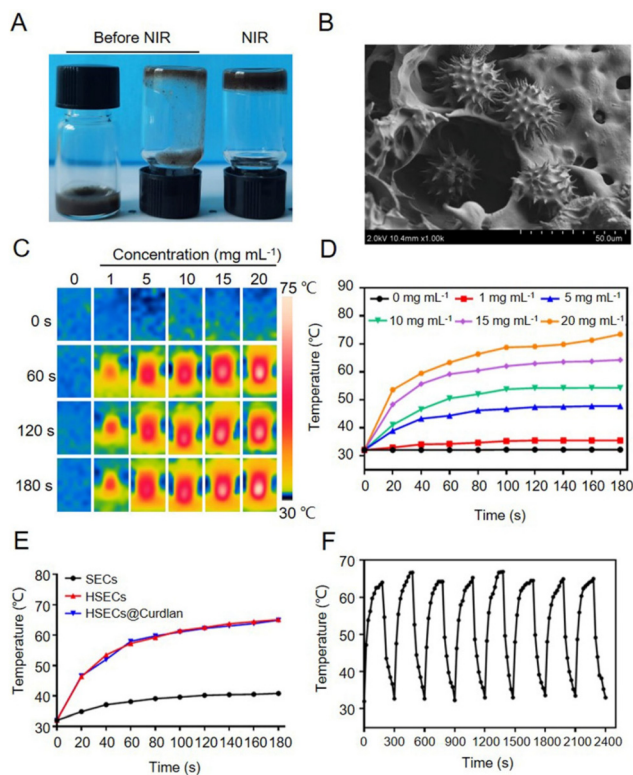 A
Before NIR
NIR
B
2.0kV 10.4mm x1.00k
50.0um
C
Concentration (mg mL⁻¹)
0 1 5 10 15 20
0 s
60 s
120 s
180 s
75 ℃
30 ℃
D
Temperature (℃)
90
80
70
60
50
40
30
0 mg mL⁻¹
1 mg mL⁻¹
5 mg mL⁻¹
10 mg mL⁻¹
15 mg mL⁻¹
20 mg mL⁻¹
0 20 40 60 80 100 120 140 160 180
Time (s)
E
Temperature (℃)
80
70
60
50
40
30
SECs
HSECs
HSECs@Curdlan
0 20 40 60 80 100 120 140 160 180
Time (s)
F
Temperature (℃)
70
60
50
40
30
0 300 600 900 1200 1500 1800 2100 2400
Time (s)